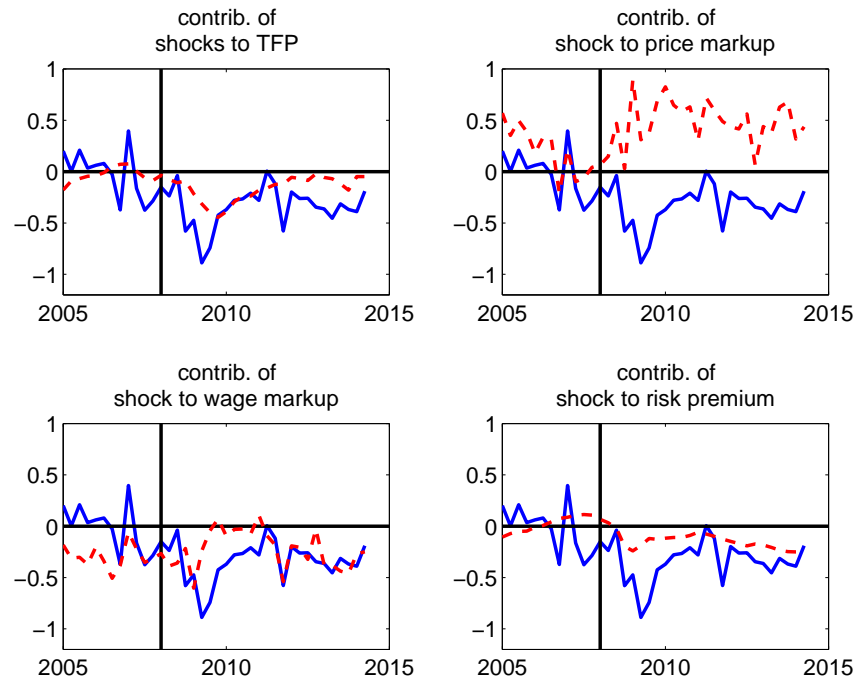 contrib. of
shocks to TFP
1
0.5
0
−0.5
−1
2005 2010 2015
contrib. of
shock to price markup
1
0.5
0
−0.5
−1
2005 2010 2015
contrib. of
shock to wage markup
1
0.5
0
−0.5
−1
2005 2010 2015
contrib. of
shock to risk premium
1
0.5
0
−0.5
−1
2005 2010 2015